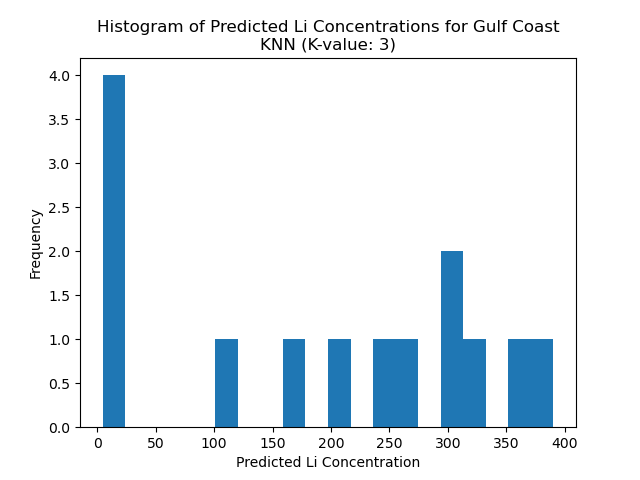 Histogram of Predicted Li Concentrations for Gulf Coast
KNN (K-value: 3)
4.0
3.5
3.0
2.5
2.0
1.5
1.0
0.5
0.0
Frequency
0 50 100 150 200 250 300 350 400
Predicted Li Concentration